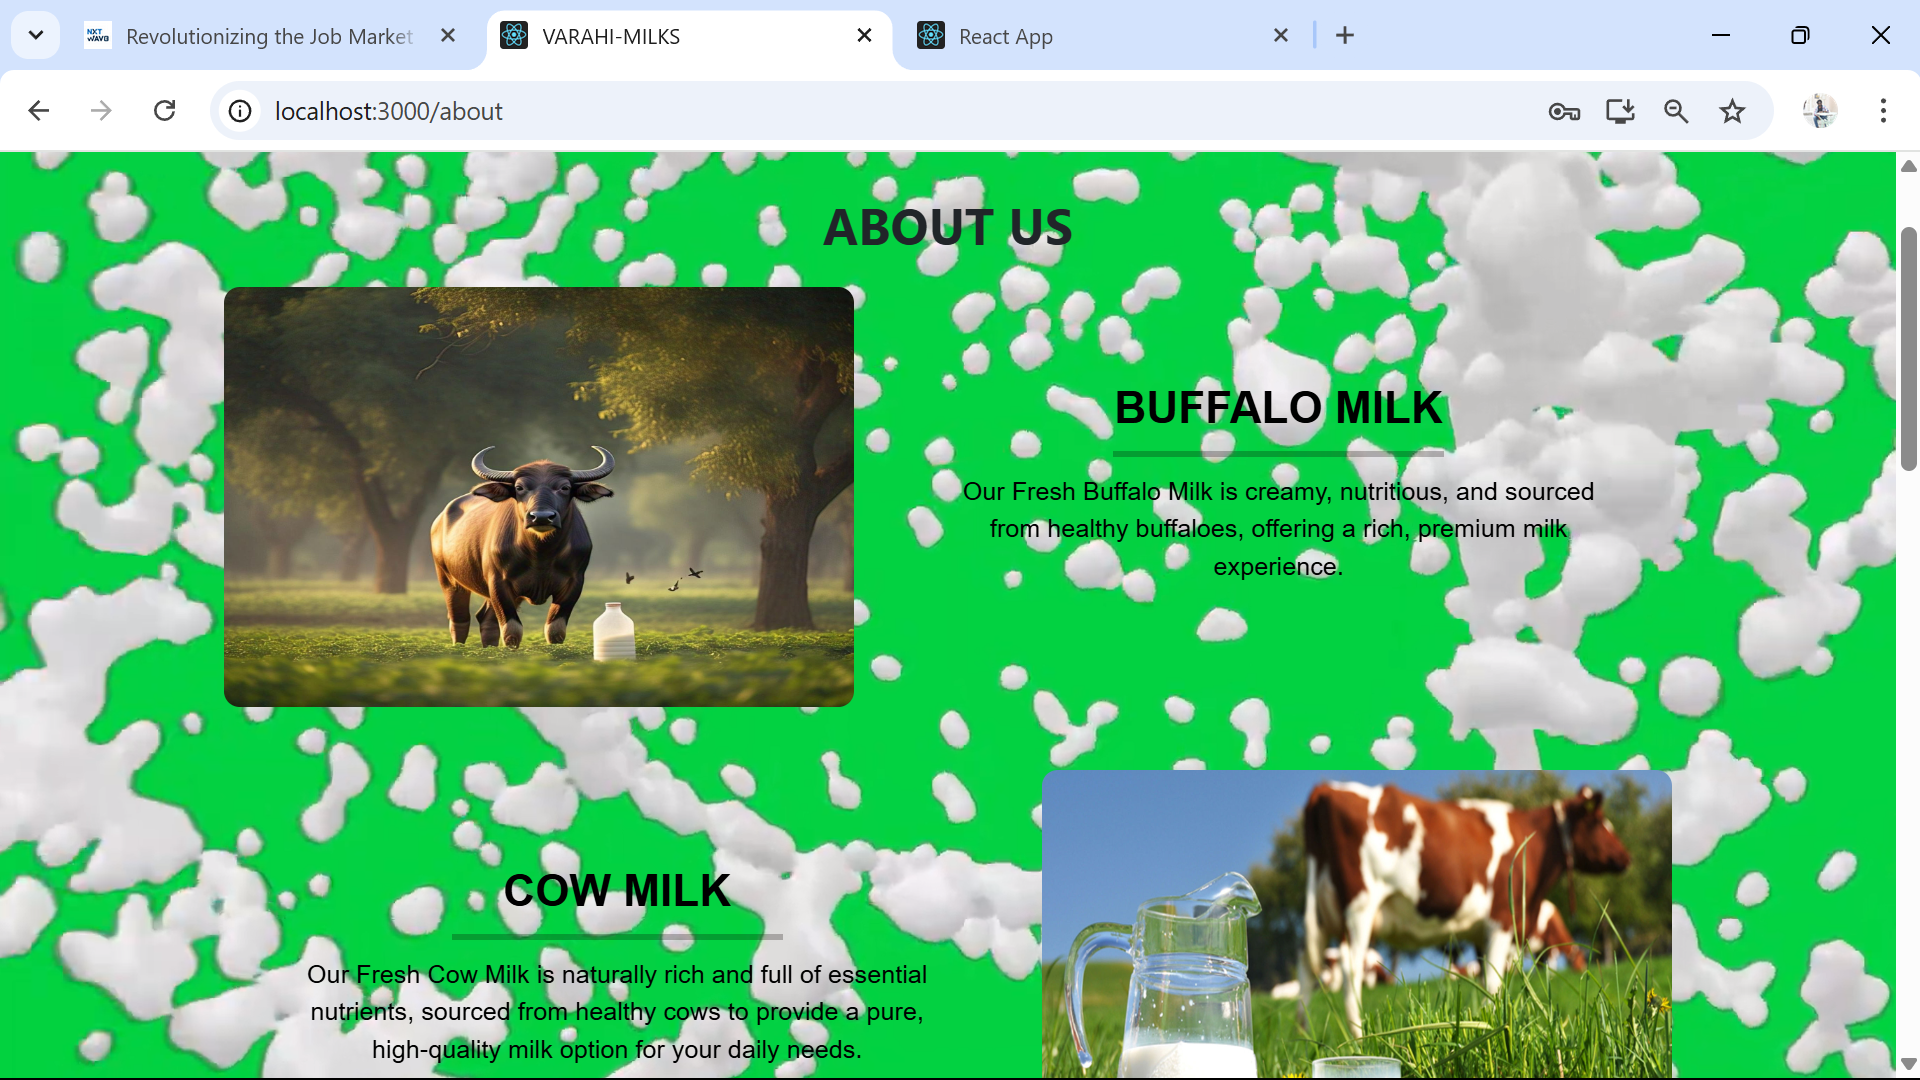 NXT
WAVE
Revolutionizing the Job Market
VARAHI-MILKS
React App
localhost:3000/about
ABOUT US
BUFFALO MILK
Our Fresh Buffalo Milk is creamy, nutritious, and sourced
from healthy buffaloes, offering a rich, premium milk
experience.
COW MILK
Our Fresh Cow Milk is naturally rich and full of essential
nutrients, sourced from healthy cows to provide a pure,
high-quality milk option for your daily needs.